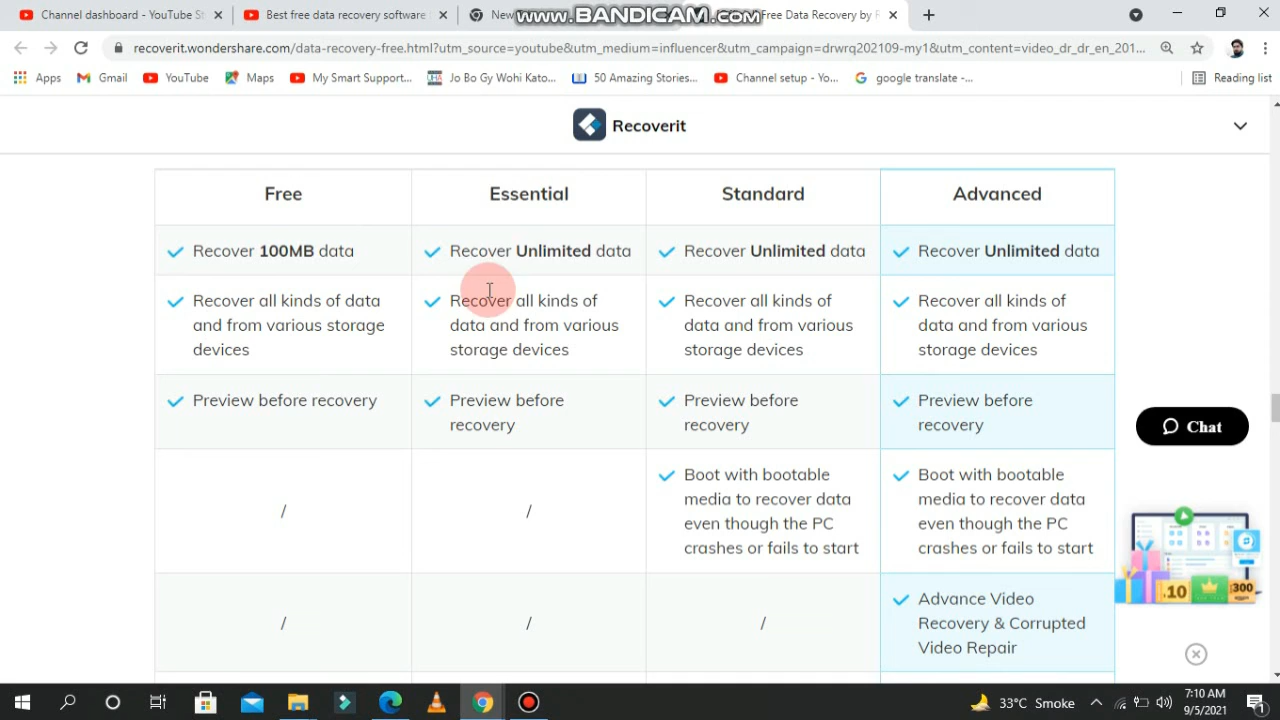 Channel dashboard - YouTube St
Best free data recovery software
Ne
www.BANDICAM.com
Free Data Recovery by R
recoverit.wondershare.com/data-recovery-free.html?utm_source=youtube&utm_medium=influencer&utm_campaign=drwrq202109-my1&utm_content=video_dr_dr_en_201...
Apps
Gmail
YouTube
Maps
My Smart Support...
Jo Bo Gy Wohi Kato...
50 Amazing Stories...
Channel setup - Yo...
google translate -...
Reading list
Recoverit
Free
Essential
Standard
Advanced
Recover 100MB data
Recover Unlimited data
Recover Unlimited data
Recover Unlimited data
Recover all kinds of data
and from various storage
devices
Recover all kinds of
data and from various
storage devices
Recover all kinds of
data and from various
storage devices
Recover all kinds of
data and from various
storage devices
Preview before recovery
Preview before
recovery
Preview before
recovery
Preview before
recovery
/
/
Boot with bootable
media to recover data
even though the PC
crashes or fails to start
Boot with bootable
media to recover data
even though the PC
crashes or fails to start
/
/
/
Advance Video
Recovery & Corrupted
Video Repair
Chat
.10
300
33°C Smoke
7:10 AM
9/5/2021
1